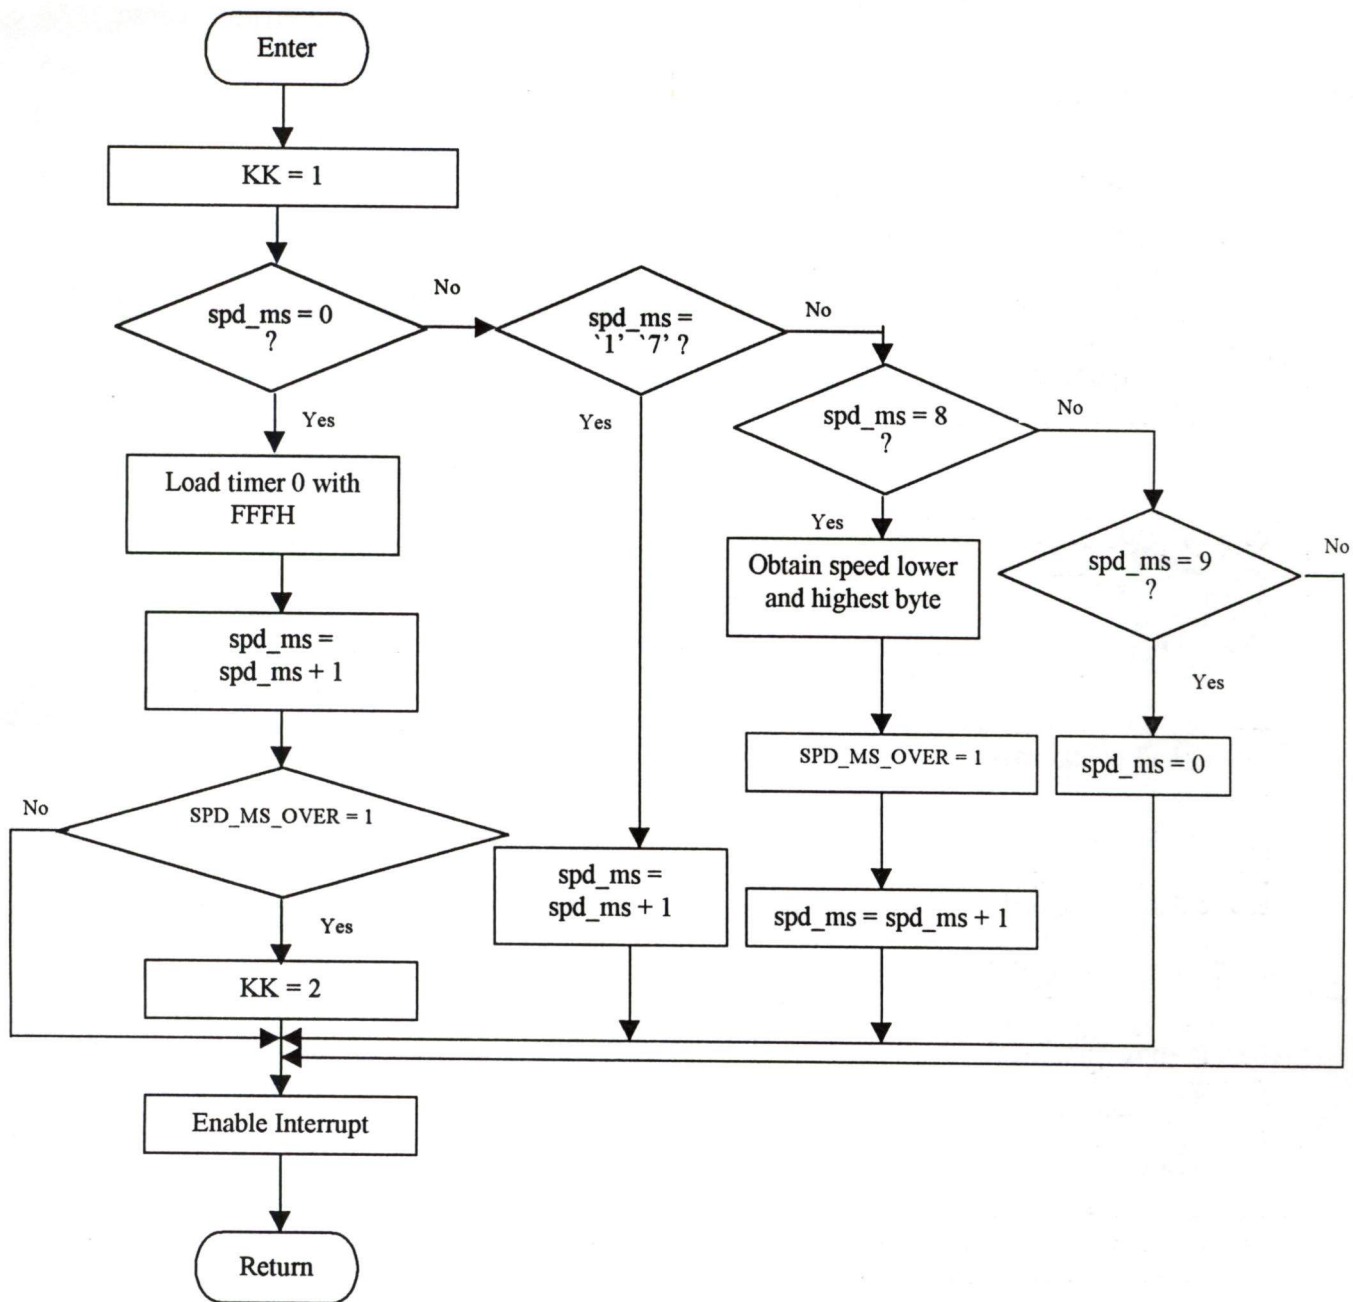 Enter
KK = 1
spd_ms = 0
?
No
spd_ms =
`1'-`7' ?
No
Yes
Yes
spd_ms = 8
?
No
Load timer 0 with
FFFH
Yes
spd_ms = 9
?
No
Obtain speed lower
and highest byte
spd_ms =
spd_ms + 1
Yes
SPD_MS_OVER = 1
spd_ms = 0
No
SPD_MS_OVER = 1
spd_ms =
spd_ms + 1
spd_ms = spd_ms + 1
Yes
KK = 2
Enable Interrupt
Return